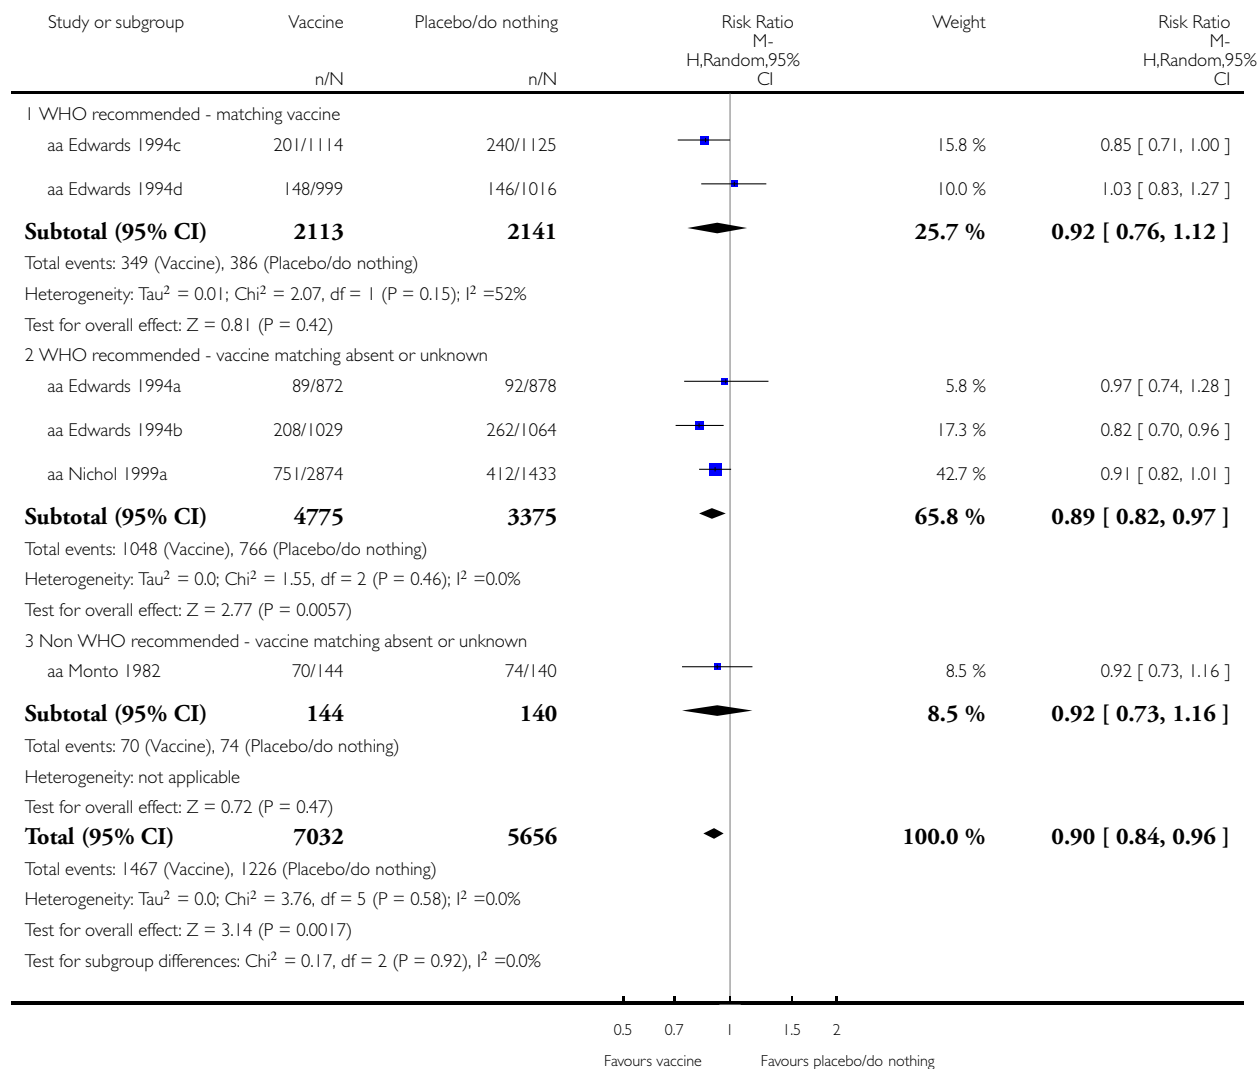 Study or subgroup Vaccine Placebo/do nothing Risk Ratio Weight Risk Ratio
M- M-
H,Random,95% H,Random,95%
n/N n/N CI CI
1 WHO recommended - matching vaccine
aa Edwards 1994c 201/1114 240/1125 15.8 % 0.85 [ 0.71, 1.00 ]
aa Edwards 1994d 148/999 146/1016 10.0 % 1.03 [ 0.83, 1.27 ]
Subtotal (95% CI) 2113 2141 25.7 % 0.92 [ 0.76, 1.12 ]
Total events: 349 (Vaccine), 386 (Placebo/do nothing)
Heterogeneity: Tau² = 0.01; Chi² = 2.07, df = 1 (P = 0.15); I² =52%
Test for overall effect: Z = 0.81 (P = 0.42)
2 WHO recommended - vaccine matching absent or unknown
aa Edwards 1994a 89/872 92/878 5.8 % 0.97 [ 0.74, 1.28 ]
aa Edwards 1994b 208/1029 262/1064 17.3 % 0.82 [ 0.70, 0.96 ]
aa Nichol 1999a 751/2874 412/1433 42.7 % 0.91 [ 0.82, 1.01 ]
Subtotal (95% CI) 4775 3375 65.8 % 0.89 [ 0.82, 0.97 ]
Total events: 1048 (Vaccine), 766 (Placebo/do nothing)
Heterogeneity: Tau² = 0.0; Chi² = 1.55, df = 2 (P = 0.46); I² =0.0%
Test for overall effect: Z = 2.77 (P = 0.0057)
3 Non WHO recommended - vaccine matching absent or unknown
aa Monto 1982 70/144 74/140 8.5 % 0.92 [ 0.73, 1.16 ]
Subtotal (95% CI) 144 140 8.5 % 0.92 [ 0.73, 1.16 ]
Total events: 70 (Vaccine), 74 (Placebo/do nothing)
Heterogeneity: not applicable
Test for overall effect: Z = 0.72 (P = 0.47)
Total (95% CI) 7032 5656 100.0 % 0.90 [ 0.84, 0.96 ]
Total events: 1467 (Vaccine), 1226 (Placebo/do nothing)
Heterogeneity: Tau² = 0.0; Chi² = 3.76, df = 5 (P = 0.58); I² =0.0%
Test for overall effect: Z = 3.14 (P = 0.0017)
Test for subgroup differences: Chi² = 0.17, df = 2 (P = 0.92), I² =0.0%
0.5 0.7 1 1.5 2
Favours vaccine Favours placebo/do nothing